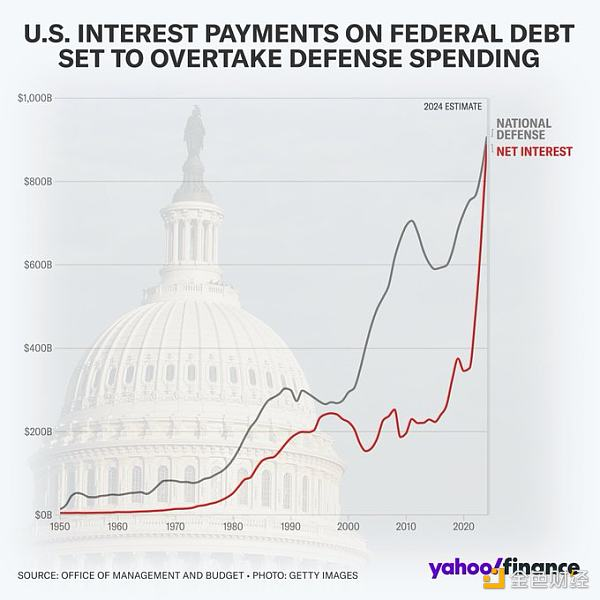 U.S. INTEREST PAYMENTS ON FEDERAL DEBT
SET TO OVERTAKE DEFENSE SPENDING
$1,000B
2024 ESTIMATE
NATIONAL
DEFENSE
NET INTEREST
$800B
$600B
$400B
$200B
$0B
1950 1960 1970 1980 1990 2000 2010 2020
SOURCE: OFFICE OF MANAGEMENT AND BUDGET • PHOTO: GETTY IMAGES
yahoo!finance
金色财经